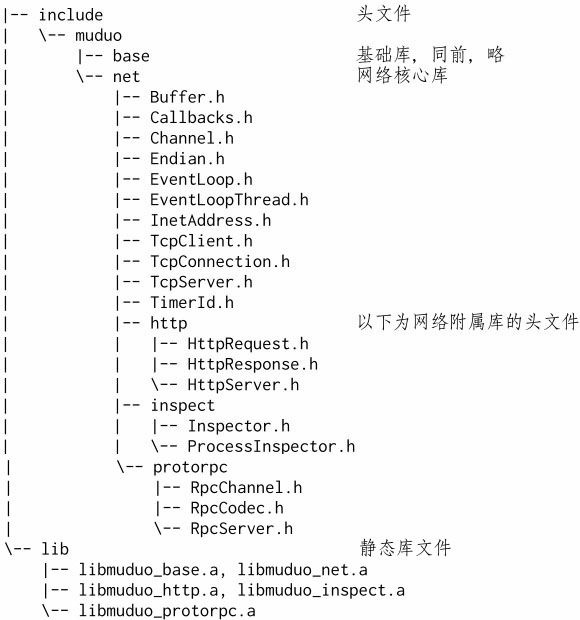 |-- include                           头文件
|   \-- muduo
|       |-- base                      基础库，同前，略
|       \-- net                       网络核心库
|           |-- Buffer.h
|           |-- Callbacks.h
|           |-- Channel.h
|           |-- Endian.h
|           |-- EventLoop.h
|           |-- EventLoopThread.h
|           |-- InetAddress.h
|           |-- TcpClient.h
|           |-- TcpConnection.h
|           |-- TcpServer.h
|           |-- TimerId.h
|           |-- http                  以下为网络附属库的头文件
|           |   |-- HttpRequest.h
|           |   |-- HttpResponse.h
|           |   \-- HttpServer.h
|           |-- inspect
|           |   |-- Inspector.h
|           |   \-- ProcessInspector.h
|           \-- protorpc
|               |-- RpcChannel.h
|               |-- RpcCodec.h
|               \-- RpcServer.h
\-- lib                               静态库文件
    |-- libmuduo_base.a, libmuduo_net.a
    |-- libmuduo_http.a, libmuduo_inspect.a
    \-- libmuduo_protorpc.a